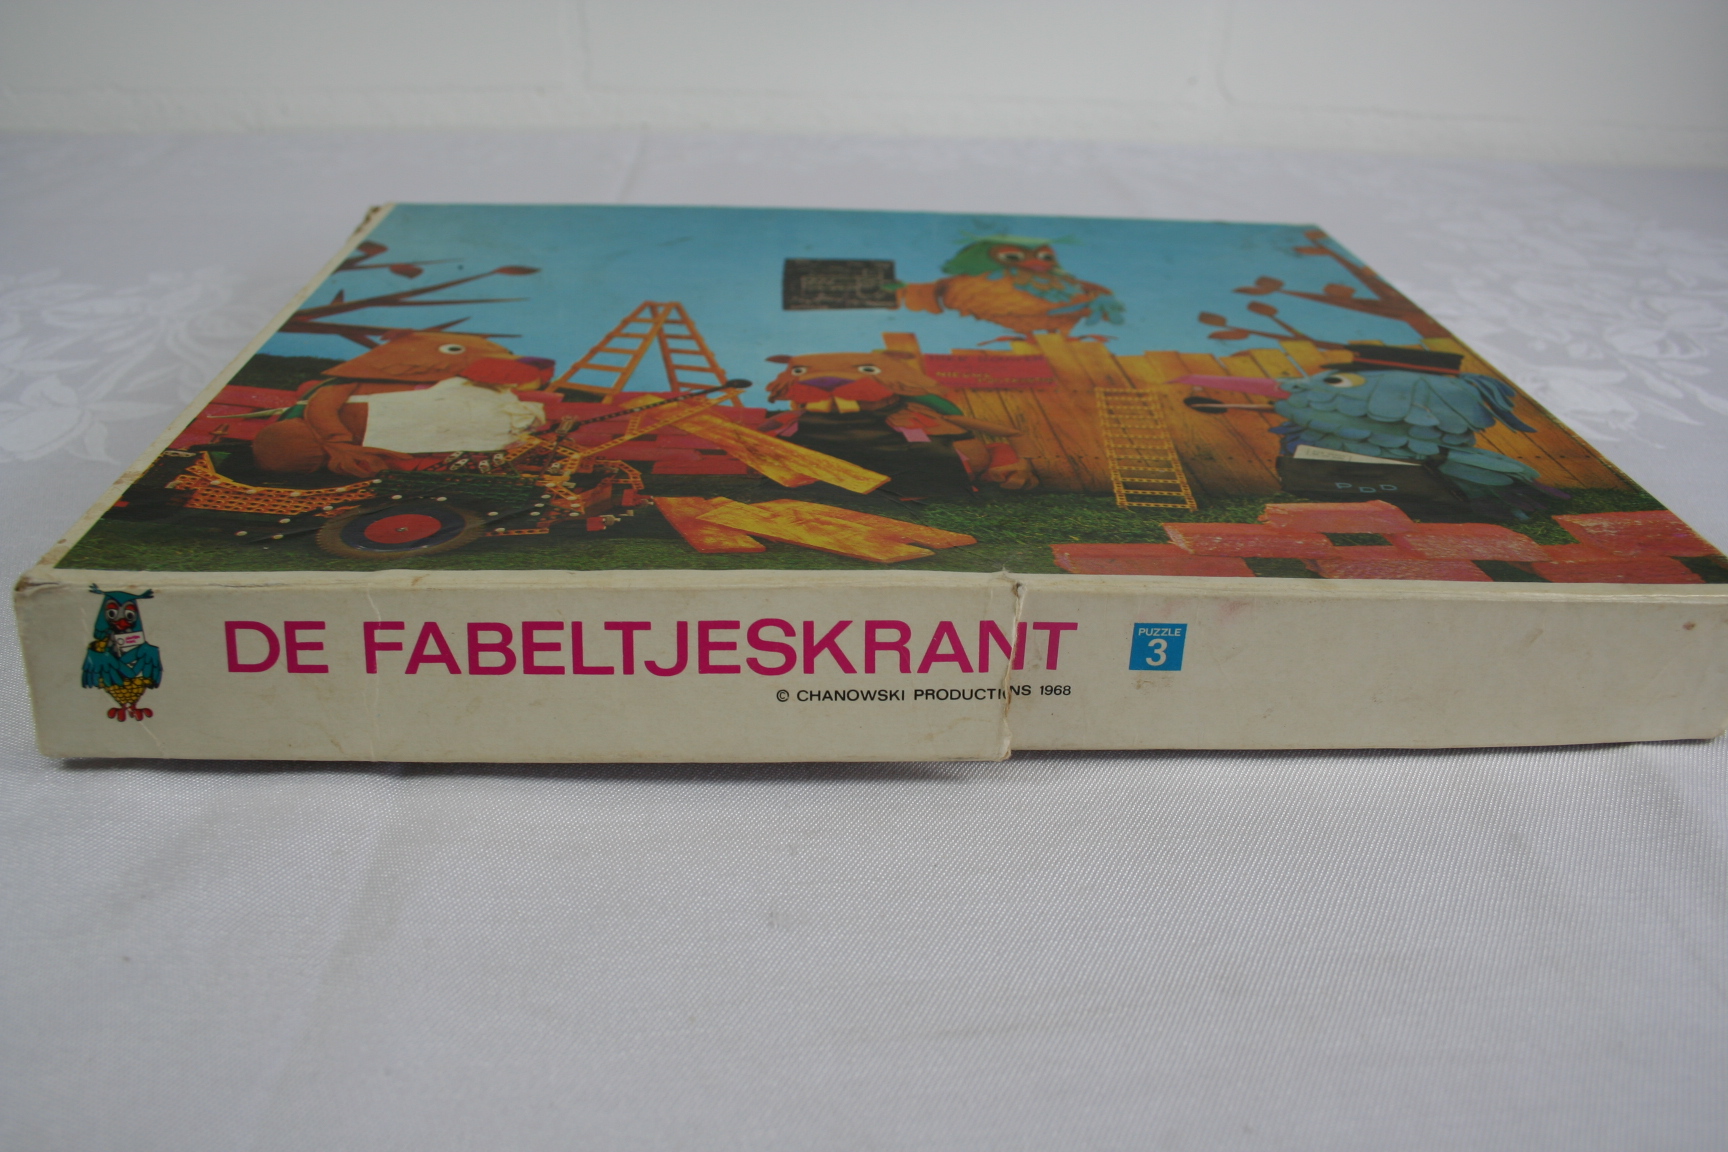 DE FABELTJESKRANT
© CHANOWSKI PRODUCTIONS 1968
PUZZLE
3